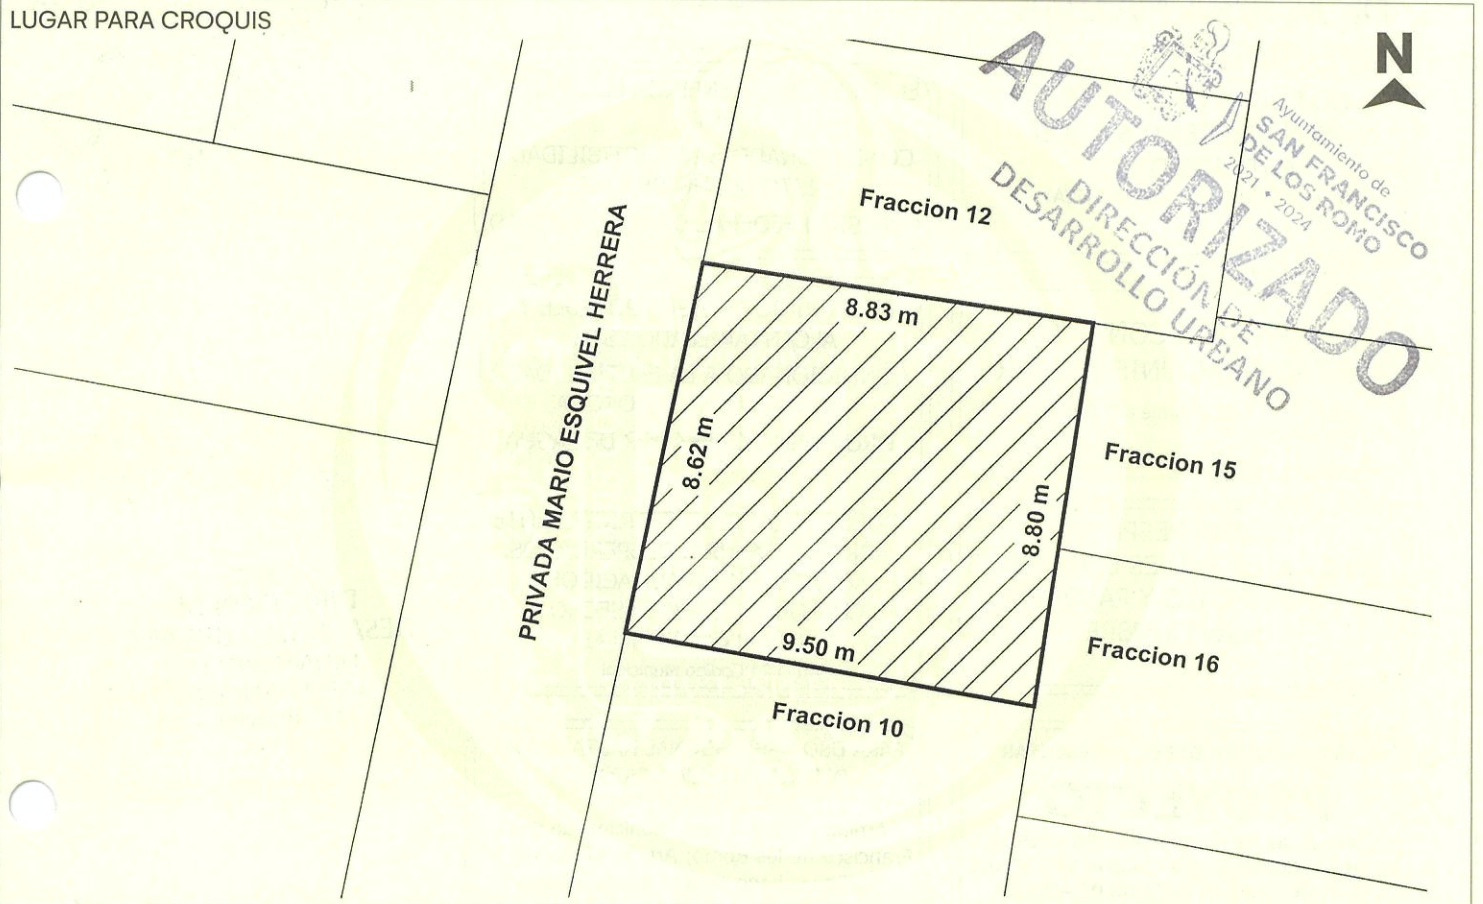 LUGAR PARA CROQUIS
N
AUTORIZADO
Ayuntamiento de
SAN FRANCISCO
DE LOS ROMO
2021 • 2024
DIRECCIÓN DE
DESARROLLO URBANO
Fraccion 12
PRIVADA MARIO ESQUIVEL HERRERA
8.83 m
8.62 m
8.80 m
9.50 m
Fraccion 15
Fraccion 16
Fraccion 10